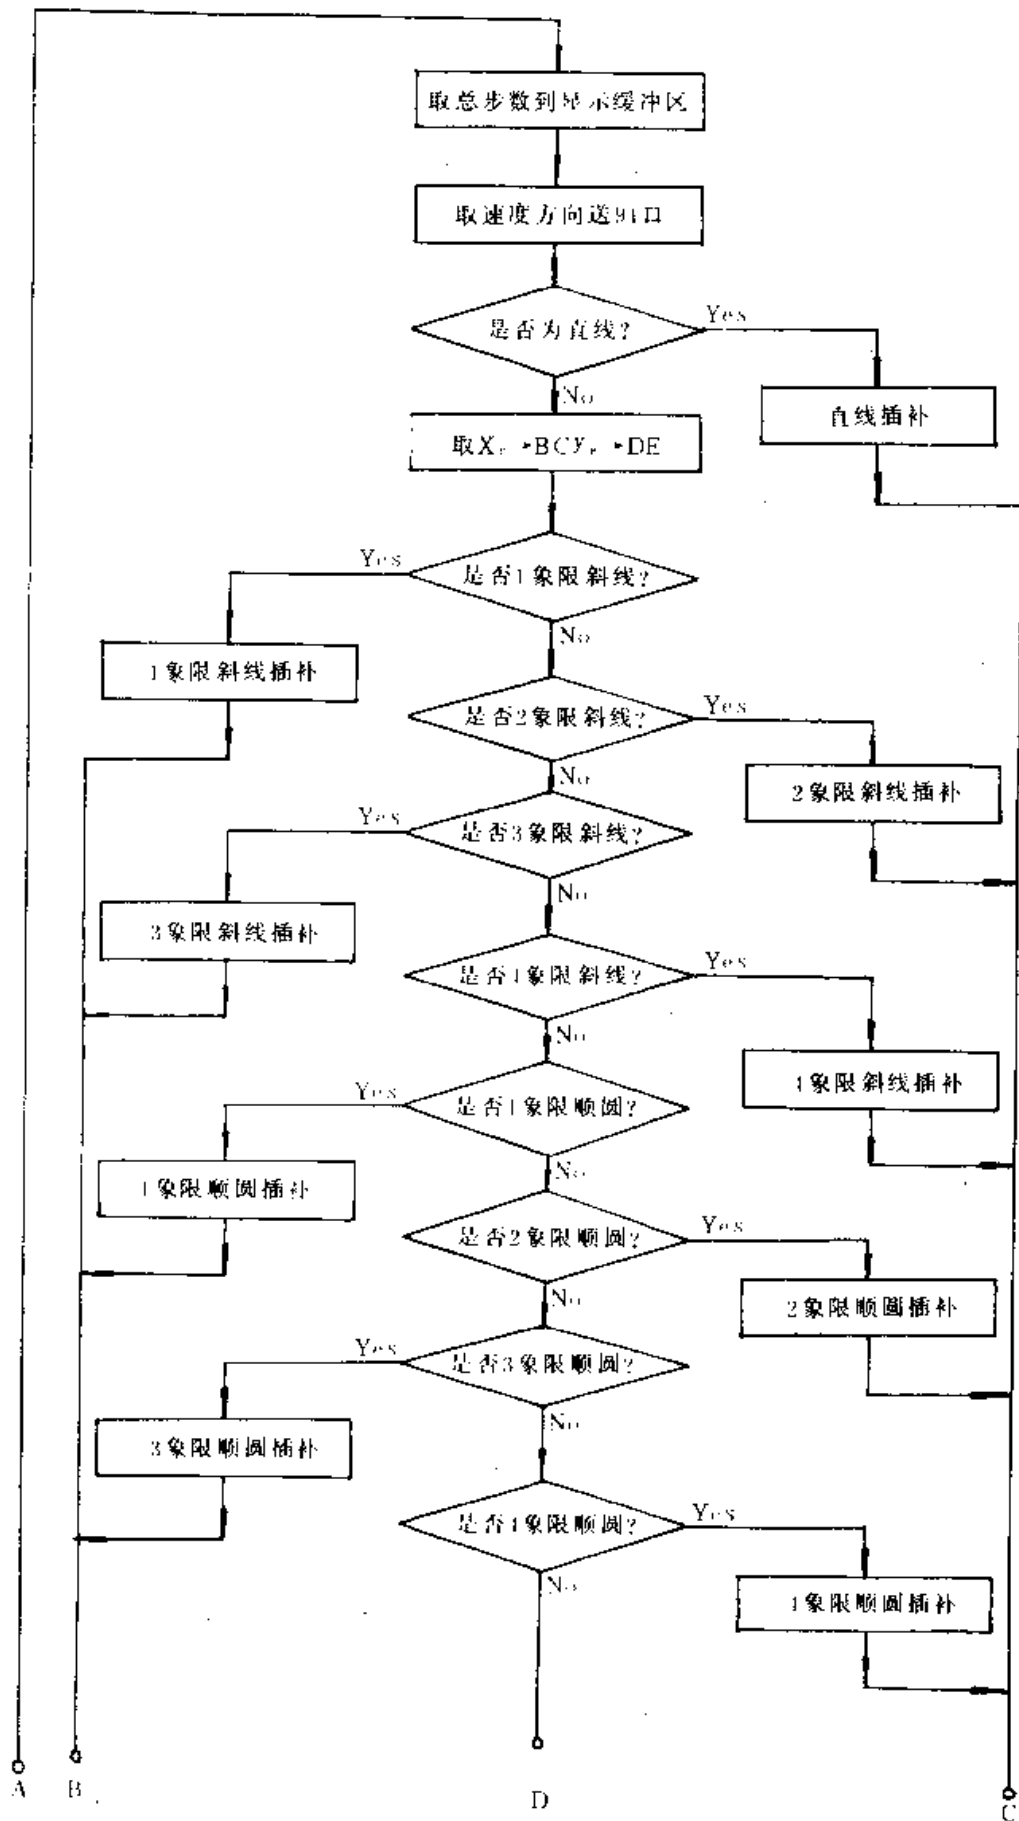 取总步数到显示缓冲区
取速度方向送94口
是否为直线?
Yes
No
直线插补
取Xe→BCYe→DE
是否1象限斜线?
Yes
No
1象限斜线插补
是否2象限斜线?
Yes
No
2象限斜线插补
是否3象限斜线?
Yes
No
3象限斜线插补
是否4象限斜线?
Yes
No
4象限斜线插补
是否1象限顺圆?
Yes
No
1象限顺圆插补
是否2象限顺圆?
Yes
No
2象限顺圆插补
是否3象限顺圆?
Yes
No
3象限顺圆插补
是否4象限顺圆?
Yes
No
4象限顺圆插补
A
B
D
C